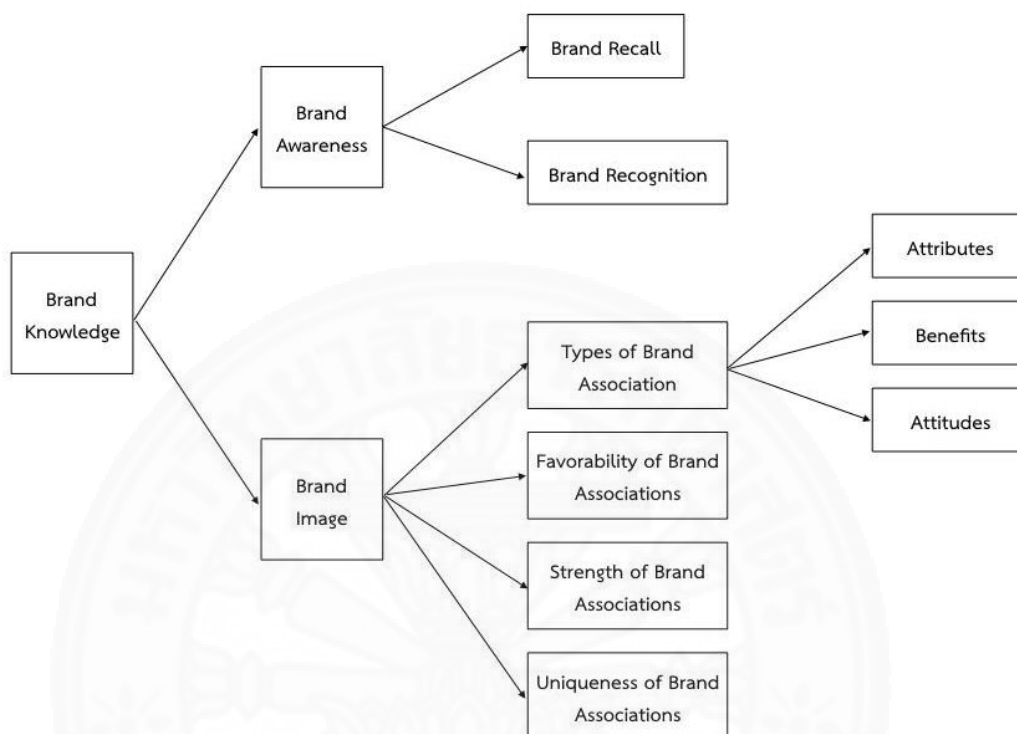 Brand Recall
Brand
Awareness
Brand Recognition
Attributes
Brand
Knowledge
Types of Brand
Association
Benefits
Attitudes
Brand
Image
Favorability of Brand
Associations
Strength of Brand
Associations
Uniqueness of Brand
Associations